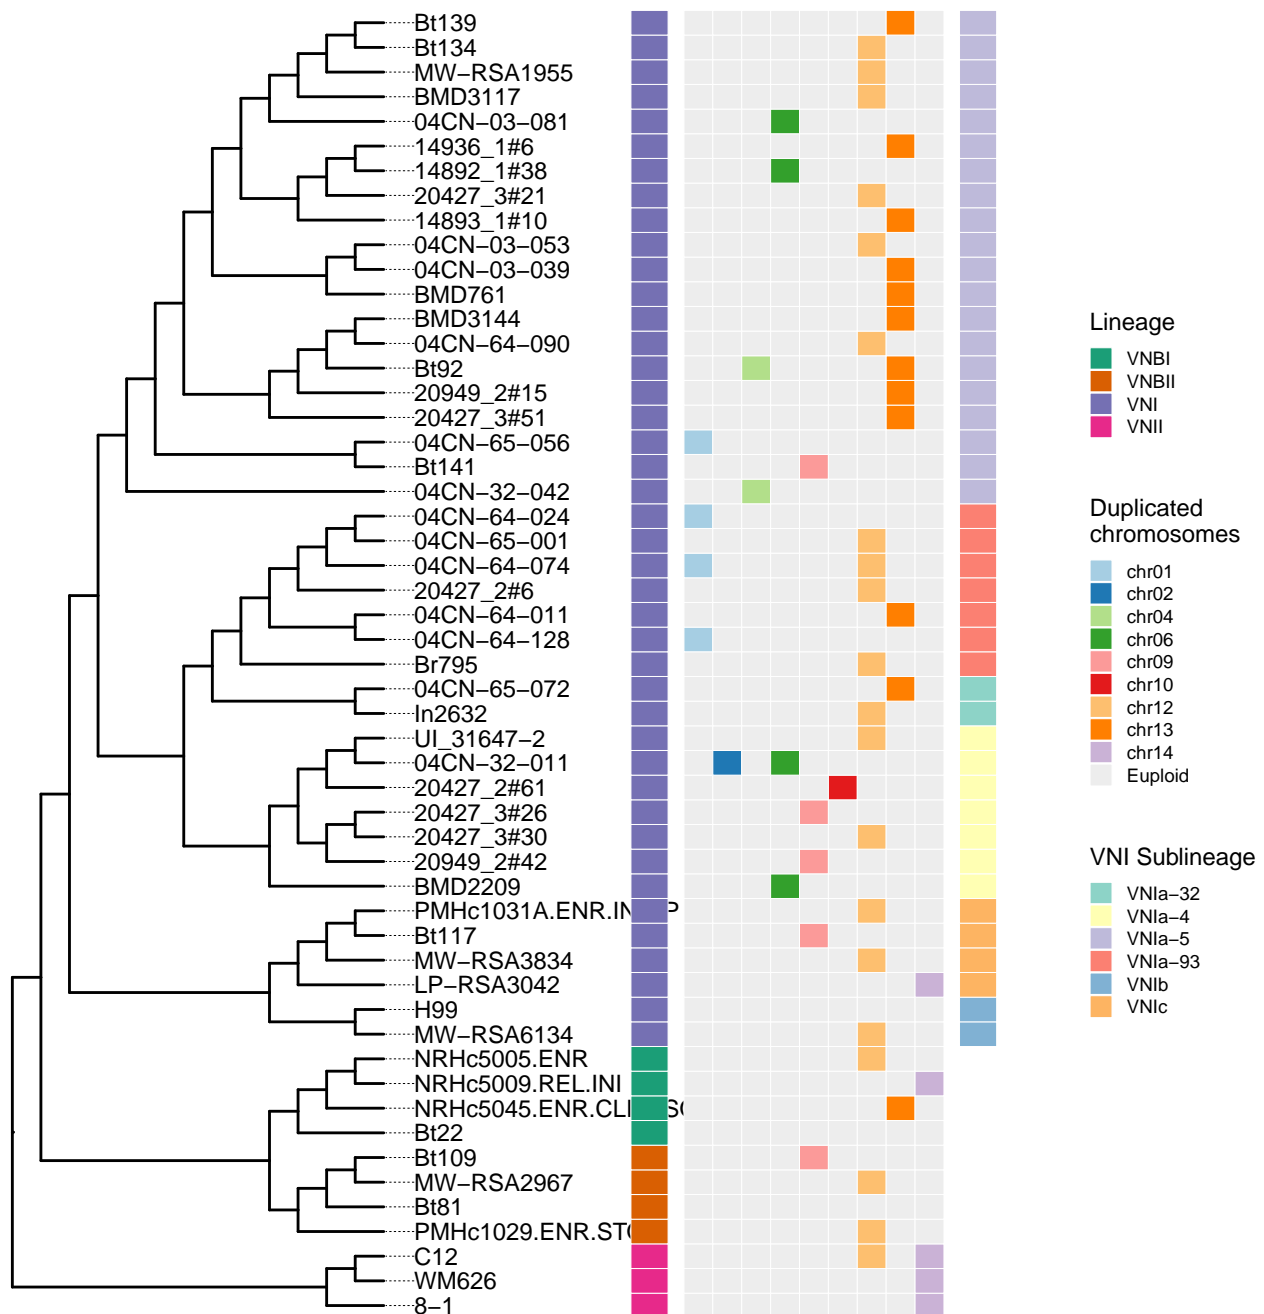 Bt139
Bt134
MW−RSA1955
BMD3117
04CN−03−081
14936_1#6
14892_1#38
20427_3#21
14893_1#10
04CN−03−053
04CN−03−039
BMD761
BMD3144
04CN−64−090
Bt92
20949_2#15
20427_3#51
04CN−65−056
Bt141
04CN−32−042
04CN−64−024
04CN−65−001
04CN−64−074
20427_2#6
04CN−64−011
04CN−64−128
Br795
04CN−65−072
In2632
UI_31647−2
04CN−32−011
20427_2#61
20427_3#26
20427_3#30
20949_2#42
BMD2209
Bt117
MW−RSA3834
LP−RSA3042
H99
MW−RSA6134
NRHc5005.ENR
NRHc5009.REL.INI
Bt22
Bt109
MW−RSA2967
Bt81
C12
WM626
8−1
Lineage
VNBI
VNBII
VNI
VNII
Duplicated
chromosomes
chr01
chr02
chr04
chr06
chr09
chr10
chr12
chr13
chr14
Euploid
VNI Sublineage
VNIa−32
VNIa−4
VNIa−5
VNIa−93
VNIb
VNIc